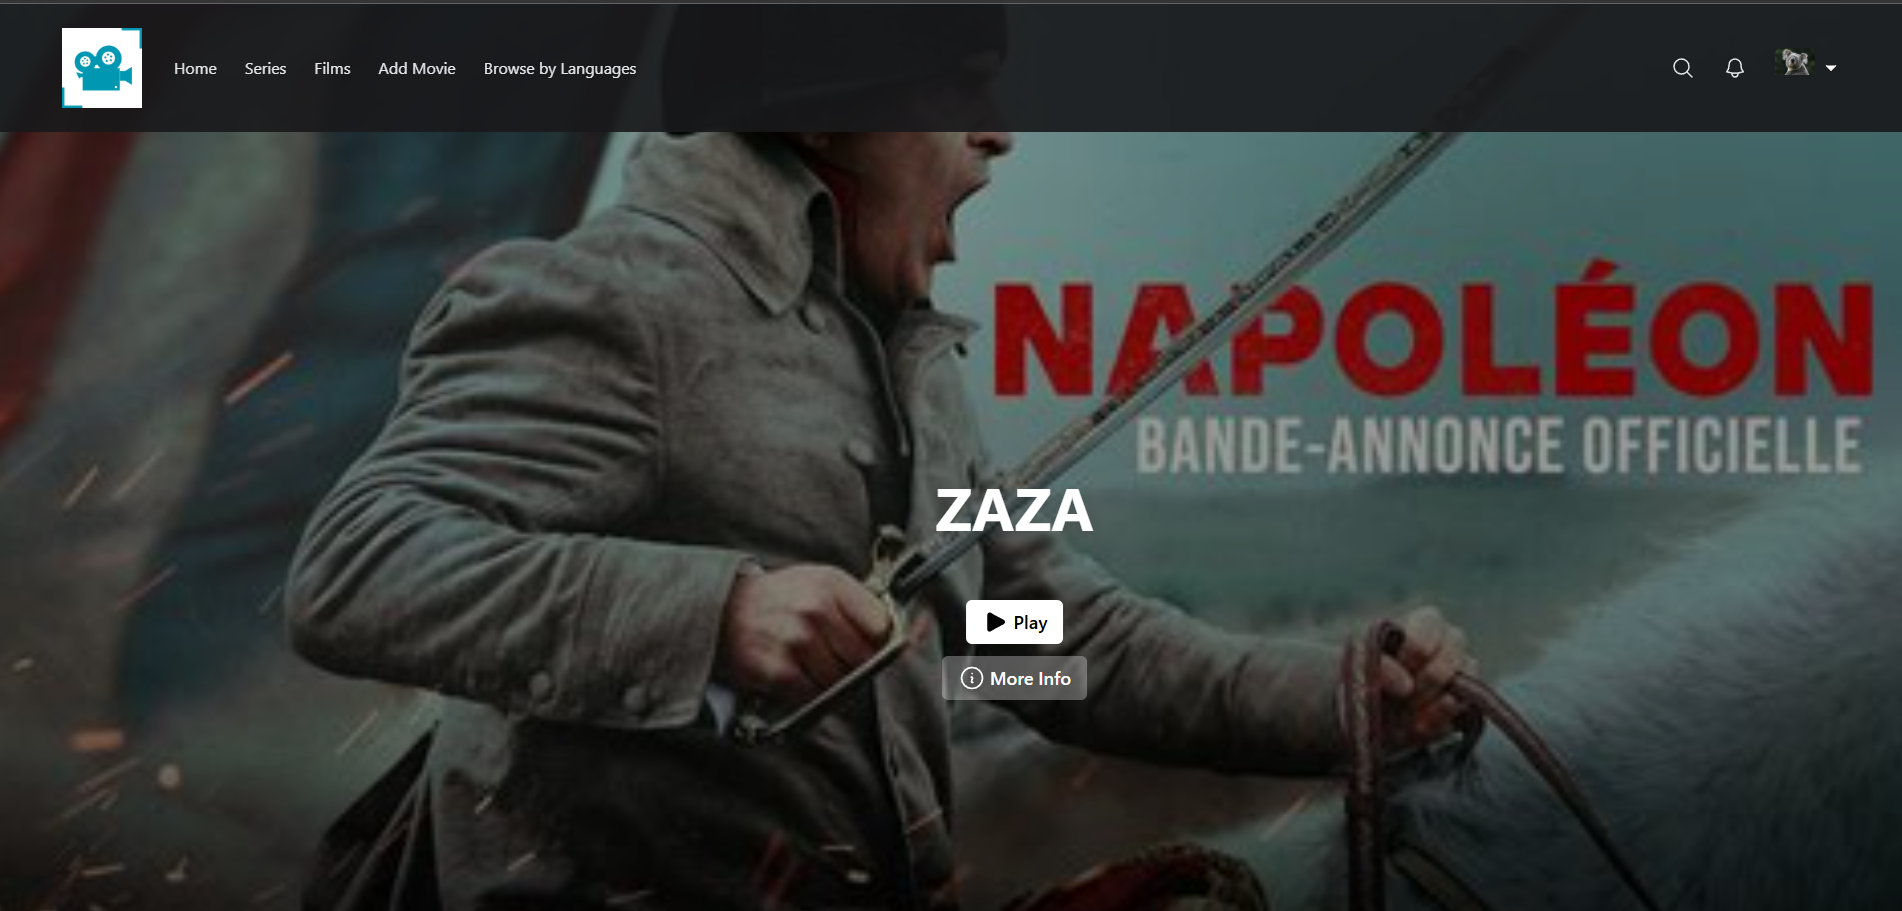 Home Series Films Add Movie Browse by Languages
NAPOLÉON
BANDE-ANNONCE OFFICIELLE
ZAZA
Play
More Info